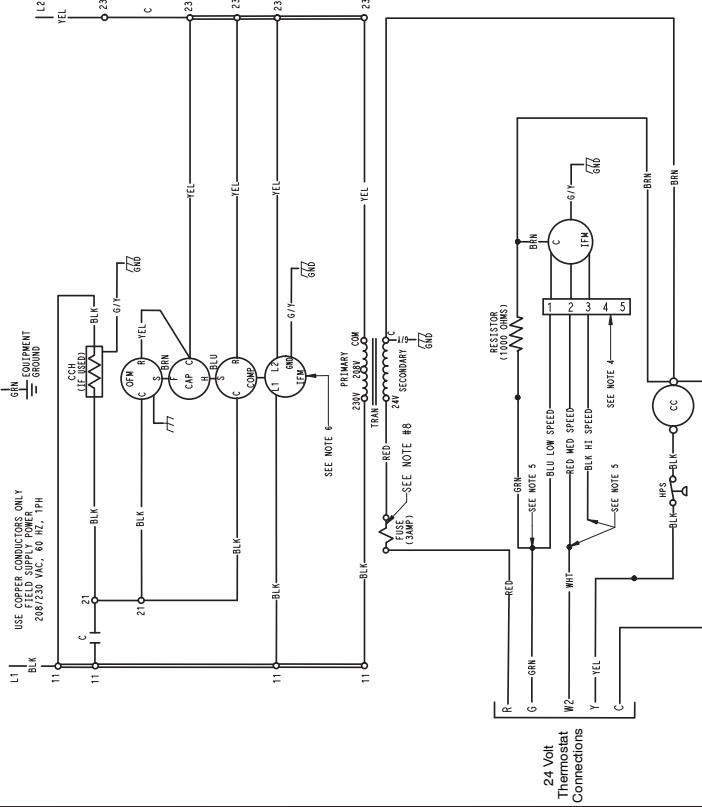 L2
YEL
23
C
23
23
23
23
GRN
EQUIPMENT
GROUND
USE COPPER CONDUCTORS ONLY
FIELD SUPPLY POWER
208/230 VAC, 60 HZ, 1PH
L1
BLK
11
11
11
11
C
21
21
BLK
BLK
CCH
(IF USED)
BLK
G/Y
GND
BLK
YEL
OFM
C
R
S
BRN
CAP
F
C
H
BLU
COMP
S
R
C
BLK
YEL
YEL
YEL
L1
L2
GND
IFM
G/Y
GND
SEE NOTE 6
BLK
YEL
PRIMARY
230V
208V
COM
TRAN
24V
SECONDARY
C
GND
RED
SEE NOTE #8
FUSE
(3AMP)
RED
RESISTOR
(1000 OHMS)
BRN
C
IFM
G/Y
GND
BRN
BRN
1
2
3
4
5
SEE NOTE 4
BLU LOW SPEED
RED MED SPEED
BLK HI SPEED
GRN
SEE NOTE 5
SEE NOTE 5
WHT
GRN
YEL
CC
BLK
HPS
BLK
R
G
W2
Y
C
24 Volt
Thermostat
Connections